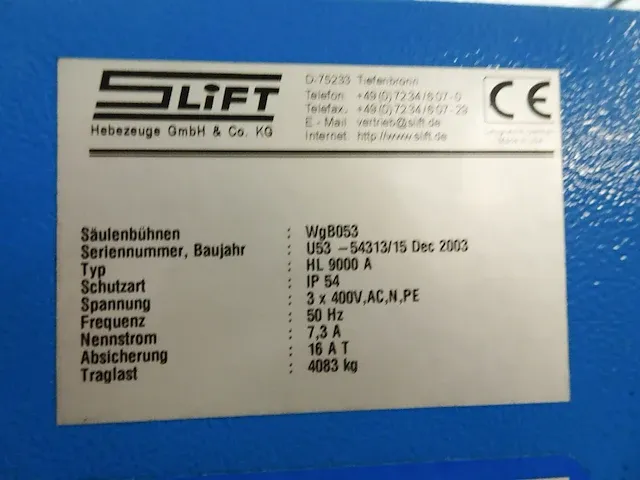 SLIFT
Hebezeuge GmbH & Co. KG
D-75233 Tiefenbronn
Telefon +49(0)7234/607-0
Telefax. +49(0)7234/607-29
E - Mail vertrieb@slift.de
Internet http://www.slift.de
CE
Säulenbühnen : WgB053
Seriennummer, Baujahr : U53 -54313/15 Dec 2003
Typ : HL 9000 A
Schutzart : IP 54
Spannung : 3 x 400V,AC,N,PE
Frequenz : 50 Hz
Nennstrom : 7,3 A
Absicherung : 16 A T
Traglast : 4083 kg